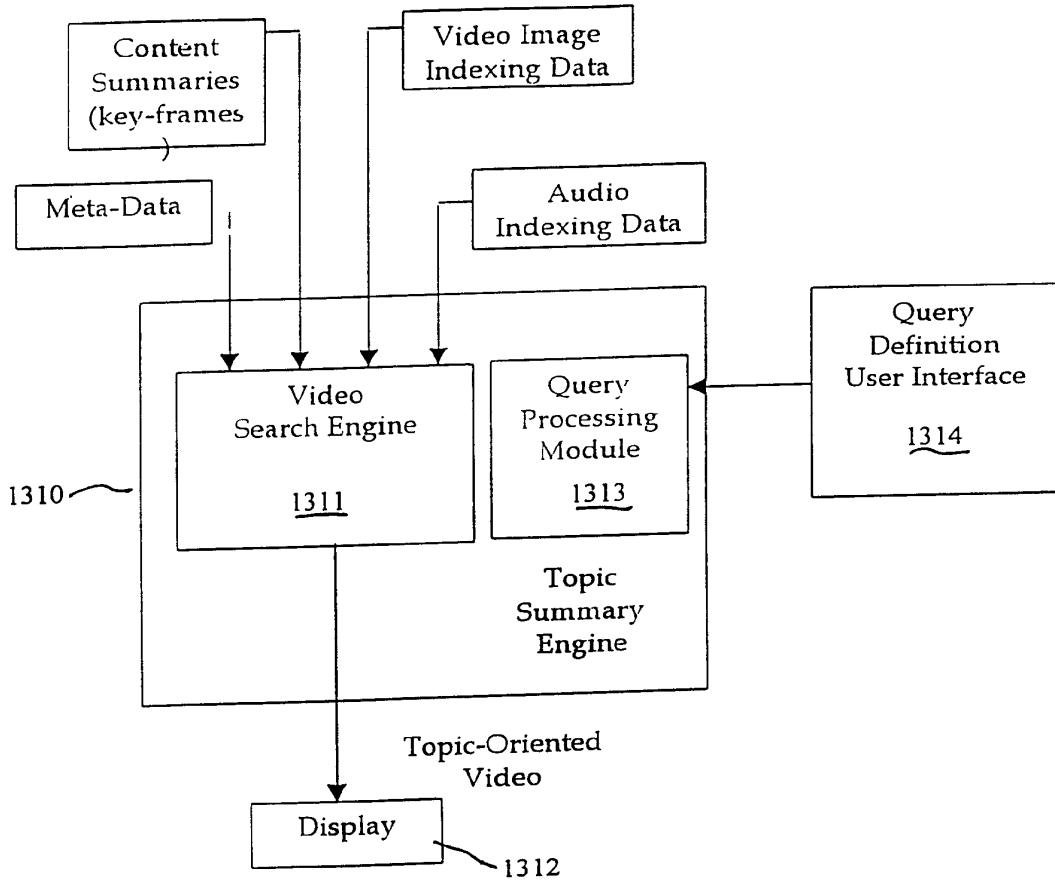 Content
Summaries
(key-frames
)
Video Image
Indexing Data
Meta-Data
Audio
Indexing Data
Query
Definition
User Interface
1314
Video
Search Engine
1311
Query
Processing
Module
1313
1310
Topic
Summary
Engine
Topic-Oriented
Video
Display
1312